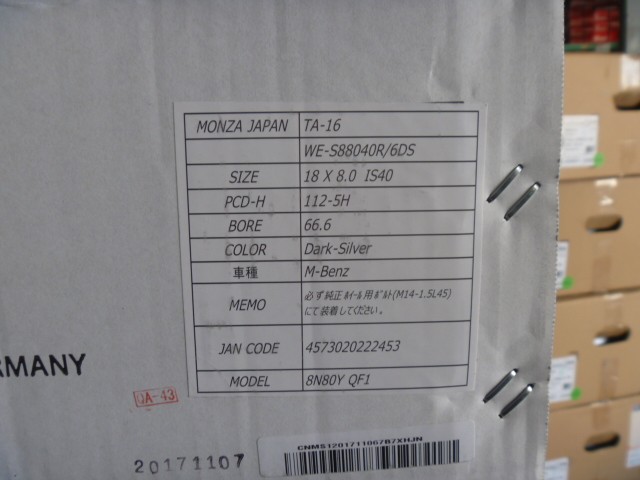 MONZA JAPAN TA-16
WE-S88040R/6DS
SIZE 18 X 8.0 IS40
PCD-H 112-5H
BORE 66.6
COLOR Dark-Silver
車種 M-Benz
MEMO 必ず純正ホイール用ボルト(M14-1.5L45)
にて装着してください。
JAN CODE 4573020222453
MODEL 8N80Y QF1
RMANY
QA-43
20171107
CNMS1201711067B7XHJN